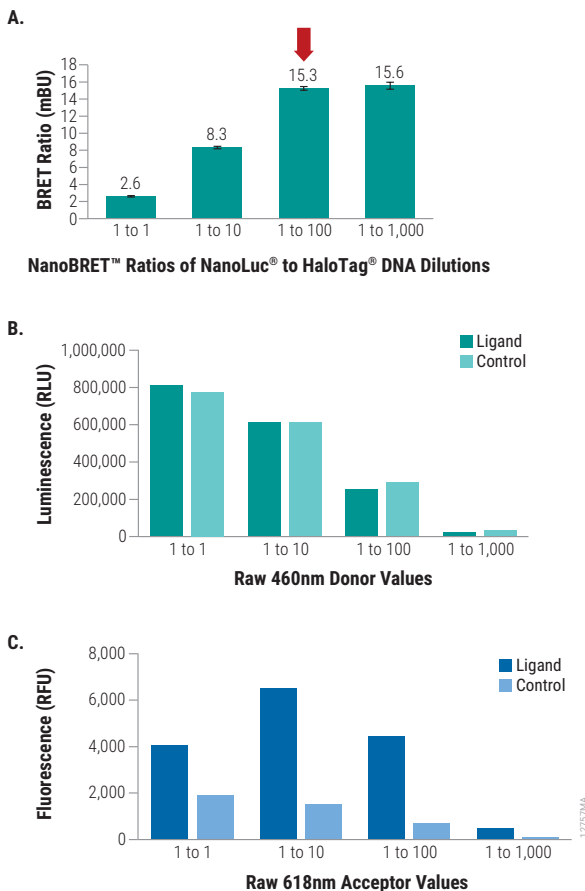 A.
BRET Ratio (mBU)
18
16
14
12
10
8
6
4
2
0
2.6
8.3
15.3
15.6
1 to 1 1 to 10 1 to 100 1 to 1,000
NanoBRET™ Ratios of NanoLuc® to HaloTag® DNA Dilutions
B.
Ligand
Control
Luminescence (RLU)
1,000,000
800,000
600,000
400,000
200,000
0
1 to 1 1 to 10 1 to 100 1 to 1,000
Raw 460nm Donor Values
C.
Ligand
Control
Fluorescence (RFU)
8,000
6,000
4,000
2,000
0
1 to 1 1 to 10 1 to 100 1 to 1,000
Raw 618nm Acceptor Values
12757MA